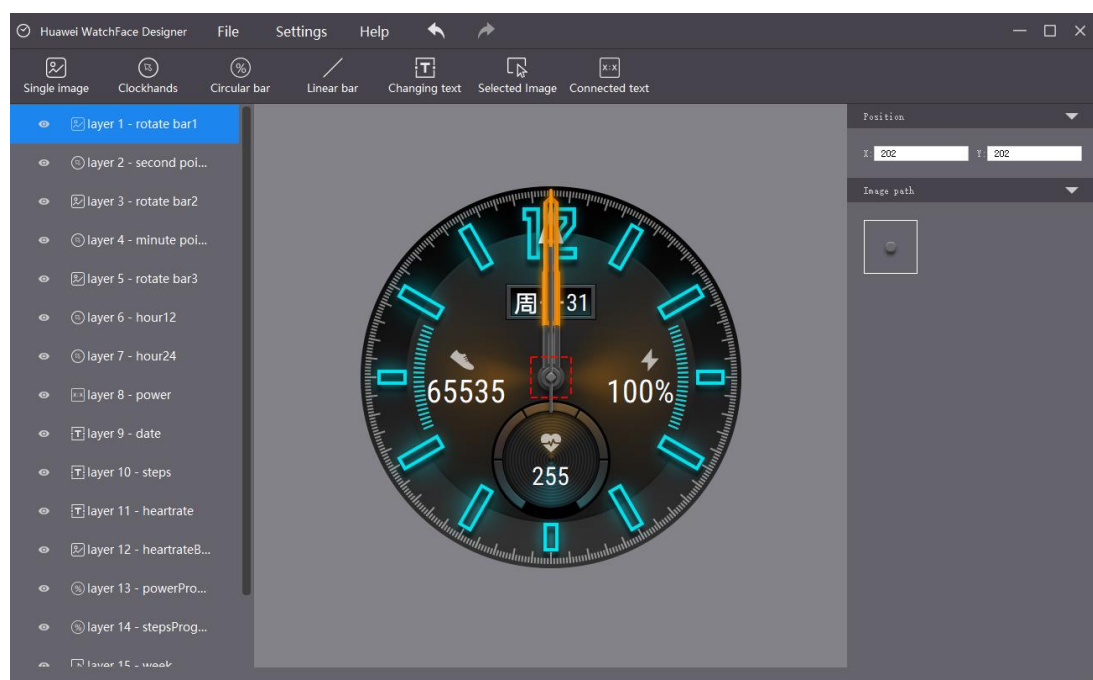 Huawei WatchFace Designer File Settings Help
Single image Clockhands Circular bar Linear bar Changing text Selected Image Connected text
layer 1 - rotate bar1
layer 2 - second poi...
layer 3 - rotate bar2
layer 4 - minute poi...
layer 5 - rotate bar3
layer 6 - hour12
layer 7 - hour24
layer 8 - power
layer 9 - date
layer 10 - steps
layer 11 - heartrate
layer 12 - heartrateB...
layer 13 - powerPro...
layer 14 - stepsProg...
layer 15 - week
12
周 31
65535 100%
255
Position
X: 202 Y: 202
Image path